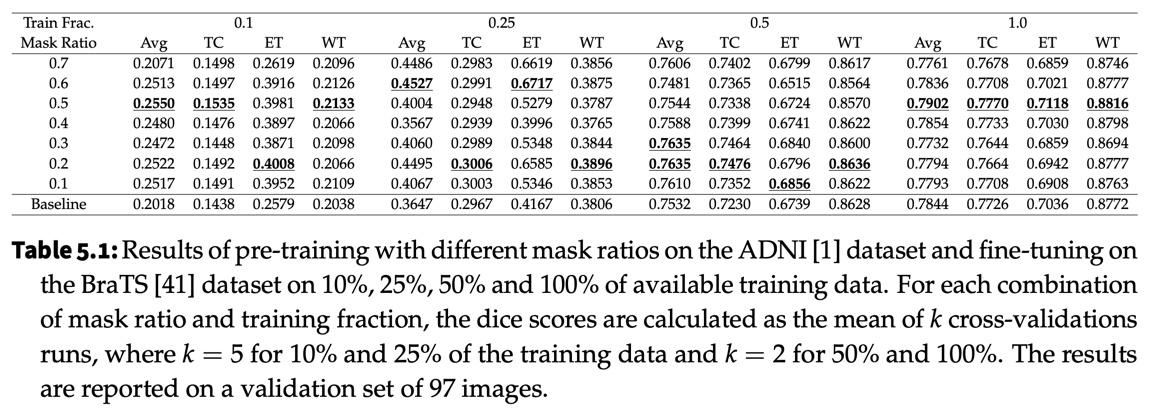 Train Frac. 0.1 0.25 0.5 1.0
Mask Ratio Avg TC ET WT Avg TC ET WT Avg TC ET WT Avg TC ET WT
0.7 0.2071 0.1498 0.2619 0.2096 0.4486 0.2983 0.6619 0.3856 0.7606 0.7402 0.6799 0.8617 0.7761 0.7678 0.6859 0.8746
0.6 0.2513 0.1497 0.3916 0.2126 0.4527 0.2991 0.6717 0.3875 0.7481 0.7365 0.6515 0.8564 0.7836 0.7708 0.7021 0.8777
0.5 0.2550 0.1535 0.3981 0.2133 0.4004 0.2948 0.5279 0.3787 0.7544 0.7338 0.6724 0.8570 0.7902 0.7770 0.7118 0.8816
0.4 0.2480 0.1476 0.3897 0.2066 0.3567 0.2939 0.3996 0.3765 0.7588 0.7399 0.6741 0.8622 0.7854 0.7733 0.7030 0.8798
0.3 0.2472 0.1448 0.3871 0.2098 0.4060 0.2989 0.5348 0.3844 0.7635 0.7464 0.6840 0.8600 0.7732 0.7644 0.6859 0.8694
0.2 0.2522 0.1492 0.4008 0.2066 0.4495 0.3006 0.6585 0.3896 0.7635 0.7476 0.6796 0.8636 0.7794 0.7664 0.6942 0.8777
0.1 0.2517 0.1491 0.3952 0.2109 0.4067 0.3003 0.5346 0.3853 0.7610 0.7352 0.6856 0.8622 0.7793 0.7708 0.6908 0.8763
Baseline 0.2018 0.1438 0.2579 0.2038 0.3647 0.2967 0.4167 0.3806 0.7532 0.7230 0.6739 0.8628 0.7844 0.7726 0.7036 0.8772
Table 5.1: Results of pre-training with different mask ratios on the ADNI [1] dataset and fine-tuning on
the BraTS [41] dataset on 10%, 25%, 50% and 100% of available training data. For each combination
of mask ratio and training fraction, the dice scores are calculated as the mean of k cross-validations
runs, where k = 5 for 10% and 25% of the training data and k = 2 for 50% and 100%. The results
are reported on a validation set of 97 images.